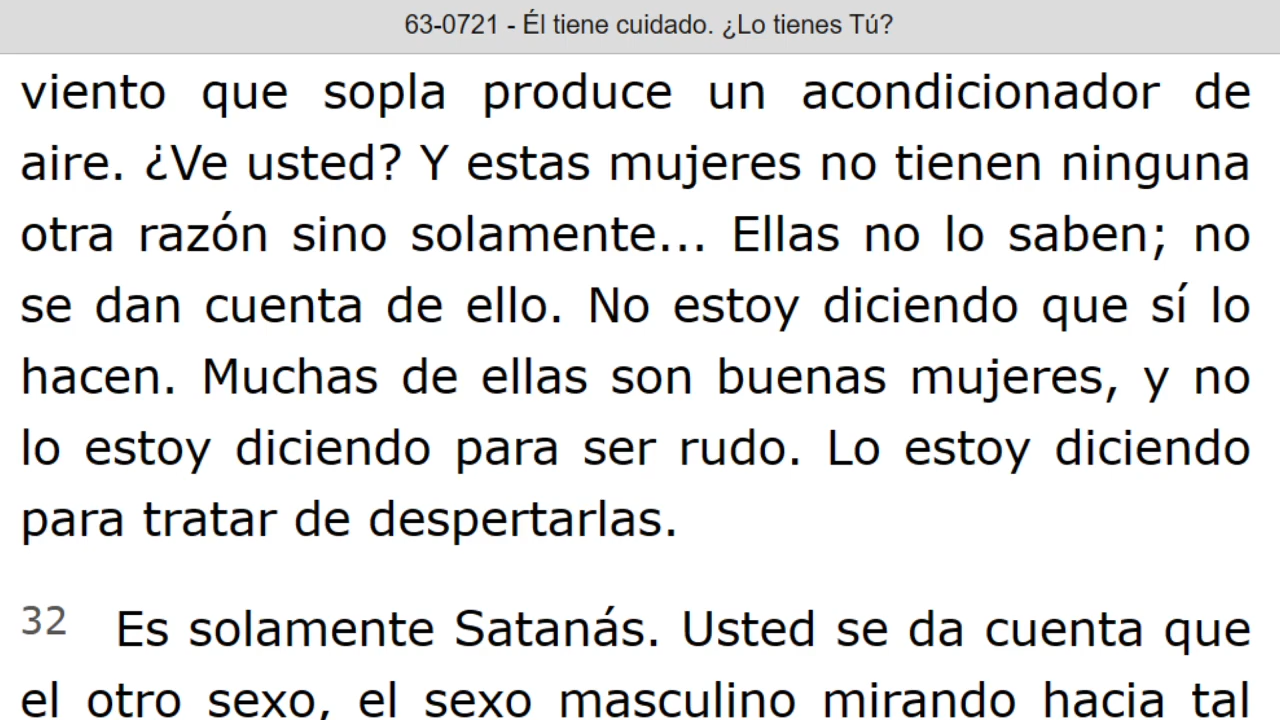 63-0721 - Él tiene cuidado. ¿Lo tienes Tú?
viento que sopla produce un acondicionador de
aire. ¿Ve usted? Y estas mujeres no tienen ninguna
otra razón sino solamente... Ellas no lo saben; no
se dan cuenta de ello. No estoy diciendo que sí lo
hacen. Muchas de ellas son buenas mujeres, y no
lo estoy diciendo para ser rudo. Lo estoy diciendo
para tratar de despertarlas.
32 Es solamente Satanás. Usted se da cuenta que
el otro sexo, el sexo masculino mirando hacia tal